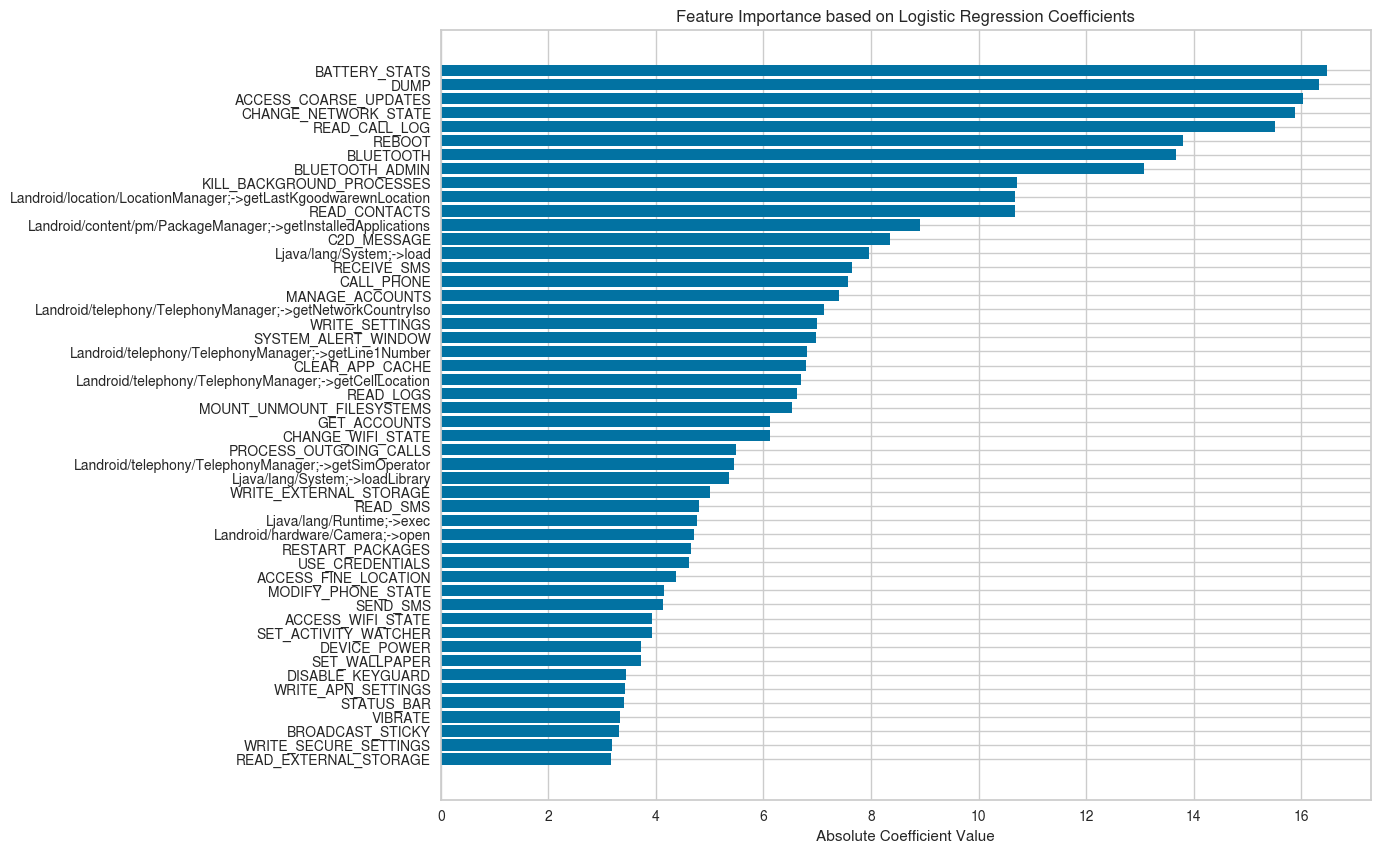 Feature Importance based on Logistic Regression Coefficients
BATTERY_STATS
DUMP
ACCESS_COARSE_UPDATES
CHANGE_NETWORK_STATE
READ_CALL_LOG
REBOOT
BLUETOOTH
BLUETOOTH_ADMIN
KILL_BACKGROUND_PROCESSES
Landroid/location/LocationManager;->getLastKgoodwarewnLocation
READ_CONTACTS
Landroid/content/pm/PackageManager;->getInstalledApplications
C2D_MESSAGE
Ljava/lang/System;->load
RECEIVE_SMS
CALL_PHONE
MANAGE_ACCOUNTS
Landroid/telephony/TelephonyManager;->getNetworkCountryIso
WRITE_SETTINGS
SYSTEM_ALERT_WINDOW
Landroid/telephony/TelephonyManager;->getLine1Number
CLEAR_APP_CACHE
Landroid/telephony/TelephonyManager;->getCellLocation
READ_LOGS
MOUNT_UNMOUNT_FILESYSTEMS
GET_ACCOUNTS
CHANGE_WIFI_STATE
PROCESS_OUTGOING_CALLS
Landroid/telephony/TelephonyManager;->getSimOperator
Ljava/lang/System;->loadLibrary
WRITE_EXTERNAL_STORAGE
READ_SMS
Ljava/lang/Runtime;->exec
Landroid/hardware/Camera;->open
RESTART_PACKAGES
USE_CREDENTIALS
ACCESS_FINE_LOCATION
MODIFY_PHONE_STATE
SEND_SMS
ACCESS_WIFI_STATE
SET_ACTIVITY_WATCHER
DEVICE_POWER
SET_WALLPAPER
DISABLE_KEYGUARD
WRITE_APN_SETTINGS
STATUS_BAR
VIBRATE
BROADCAST_STICKY
WRITE_SECURE_SETTINGS
READ_EXTERNAL_STORAGE
0 2 4 6 8 10 12 14 16
Absolute Coefficient Value